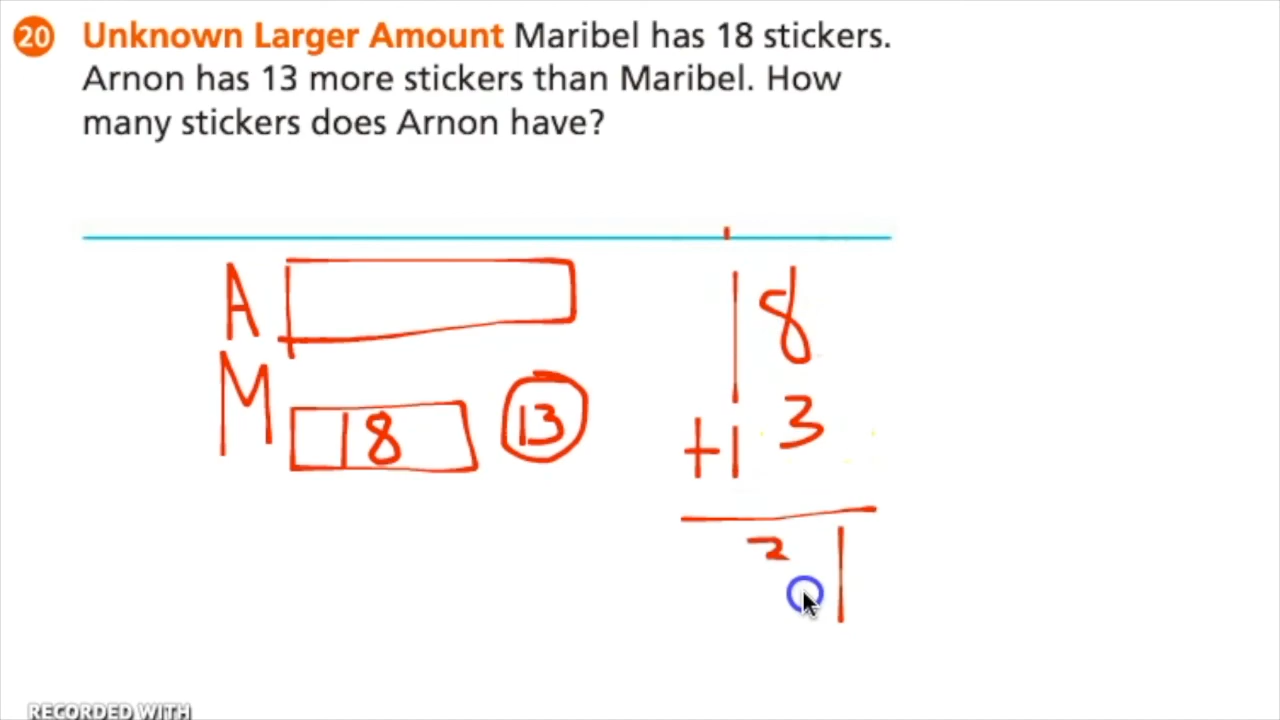 20 Unknown Larger Amount Maribel has 18 stickers.
Arnon has 13 more stickers than Maribel. How
many stickers does Arnon have?
A
M
18 13
18
+13
1
RECORDED WITH